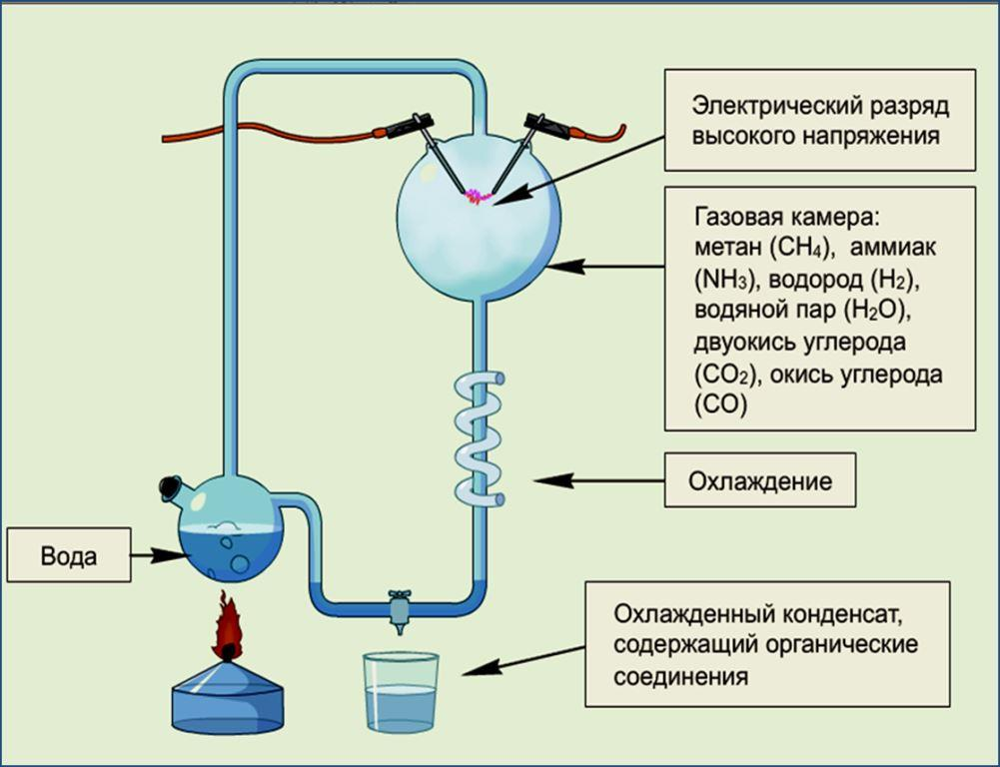 Электрический разряд
высокого напряжения
Газовая камера:
метан (CH₄), аммиак
(NH₃), водород (H₂),
водяной пар (H₂O),
двуокись углерода
(CO₂), окись углерода
(CO)
Охлаждение
Вода
Охлажденный конденсат,
содержащий органические
соединения